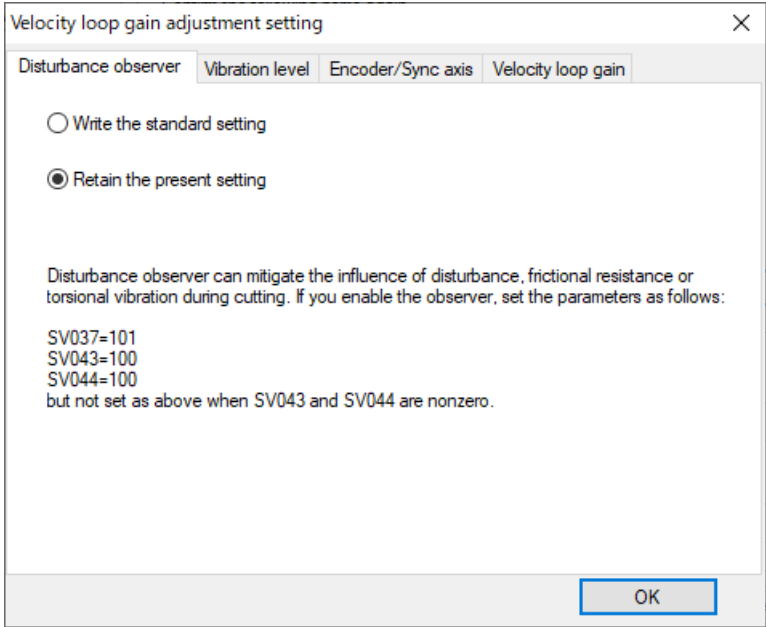 Velocity loop gain adjustment setting
Disturbance observer
Vibration level
Encoder/Sync axis
Velocity loop gain
Write the standard setting
Retain the present setting
Disturbance observer can mitigate the influence of disturbance, frictional resistance or
torsional vibration during cutting. If you enable the observer, set the parameters as follows:
SV037=101
SV043=100
SV044=100
but not set as above when SV043 and SV044 are nonzero.
OK